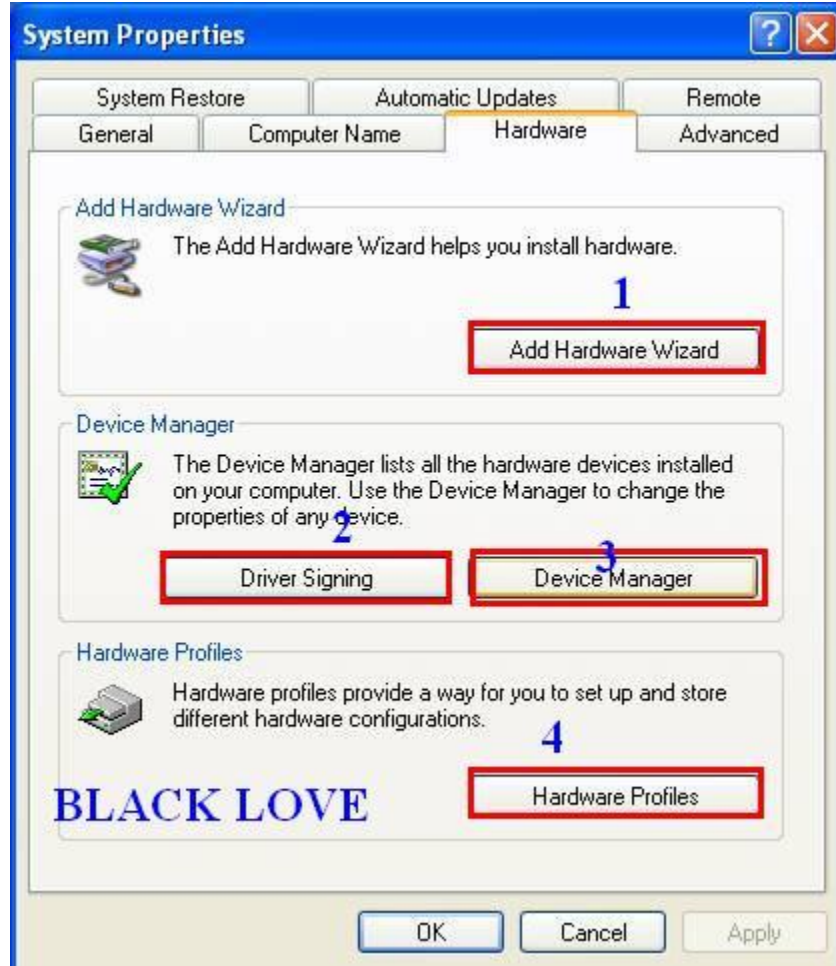 System Properties
System Restore Automatic Updates Remote
General Computer Name Hardware Advanced
Add Hardware Wizard
The Add Hardware Wizard helps you install hardware.
1
Add Hardware Wizard
Device Manager
The Device Manager lists all the hardware devices installed
on your computer. Use the Device Manager to change the
properties of any device.
2
3
Driver Signing Device Manager
Hardware Profiles
Hardware profiles provide a way for you to set up and store
different hardware configurations.
4
BLACK LOVE
Hardware Profiles
OK Cancel Apply